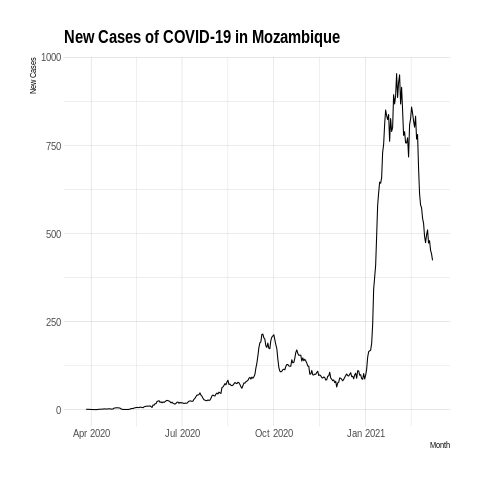 New Cases of COVID-19 in Mozambique
New Cases
1000
750
500
250
0
Apr 2020 Jul 2020 Oct 2020 Jan 2021
Month